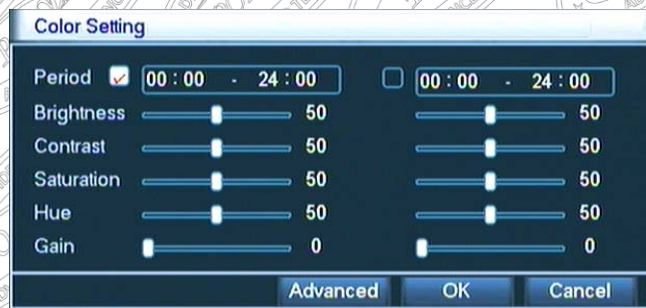 Color Setting
Period 00 : 00 - 24 : 00 00 : 00 - 24 : 00
Brightness 50 50
Contrast 50 50
Saturation 50 50
Hue 50 50
Gain 0 0
Advanced OK Cancel